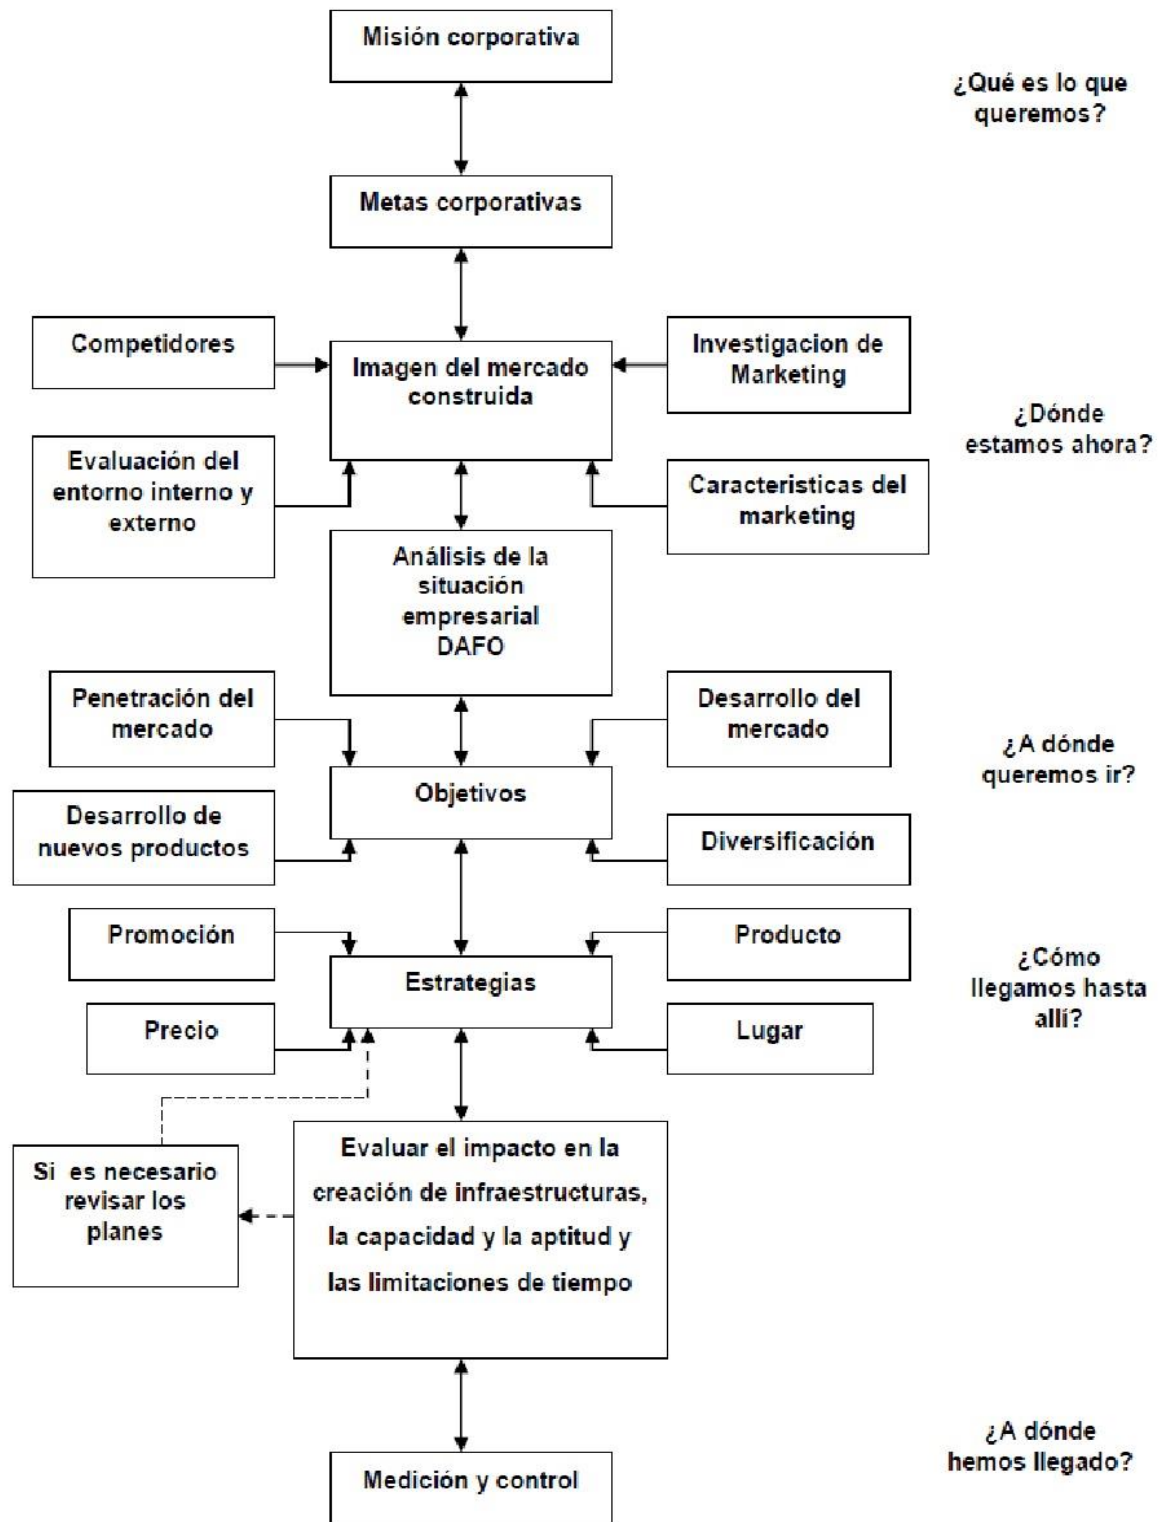 Misión corporativa
¿Qué es lo que
queremos?
Metas corporativas
Competidores
Imagen del mercado
construida
Investigacion de
Marketing
¿Dónde
estamos ahora?
Evaluación del
entorno interno y
externo
Caracteristicas del
marketing
Análisis de la
situación
empresarial
DAFO
Penetración del
mercado
Desarrollo del
mercado
¿A dónde
queremos ir?
Objetivos
Desarrollo de
nuevos productos
Diversificación
Promoción
Producto
Estrategias
¿Cómo
llegamos hasta
allí?
Precio
Lugar
Si es necesario
revisar los
planes
Evaluar el impacto en la
creación de infraestructuras,
la capacidad y la aptitud y
las limitaciones de tiempo
¿A dónde
hemos llegado?
Medición y control